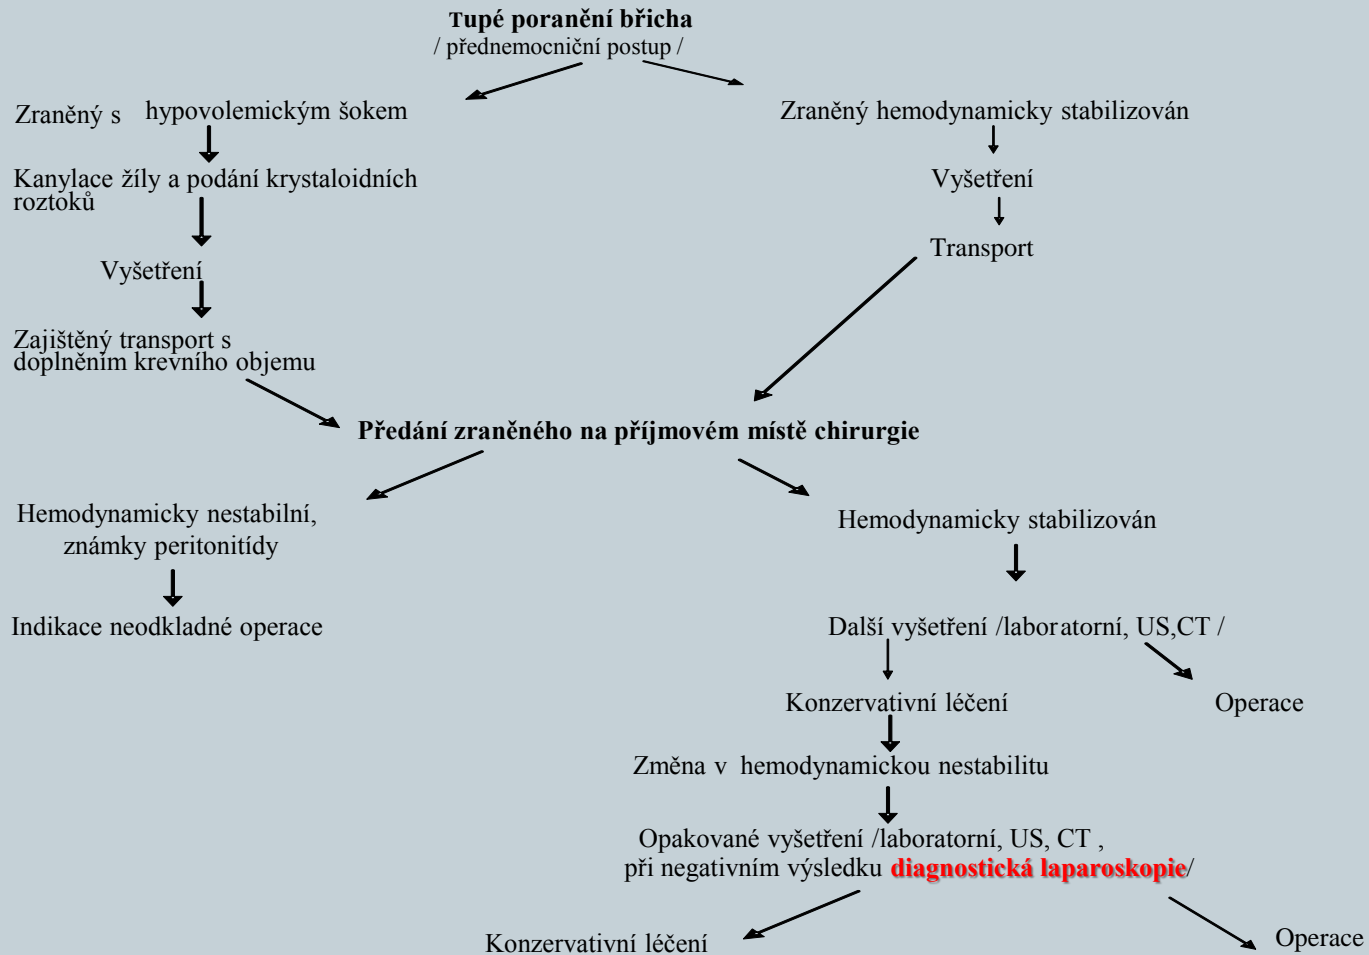 Tupé poranění břicha
/ přednemocniční postup /
Zraněný s hypovolemickým šokem
Zraněný hemodynamicky stabilizován
Kanylace žíly a podání krystaloidních
roztoků
Vyšetření
Vyšetření
Transport
Zajištěný transport s
doplněním krevního objemu
Předání zraněného na příjmovém místě chirurgie
Hemodynamicky nestabilní,
známky peritonitídy
Hemodynamicky stabilizován
Indikace neodkladné operace
Další vyšetření /laboratorní, US,CT /
Konzervativní léčení
Operace
Změna v hemodynamickou nestabilitu
Opakované vyšetření /laboratorní, US, CT ,
při negativním výsledku diagnostická laparoskopie/
Konzervativní léčení
Operace